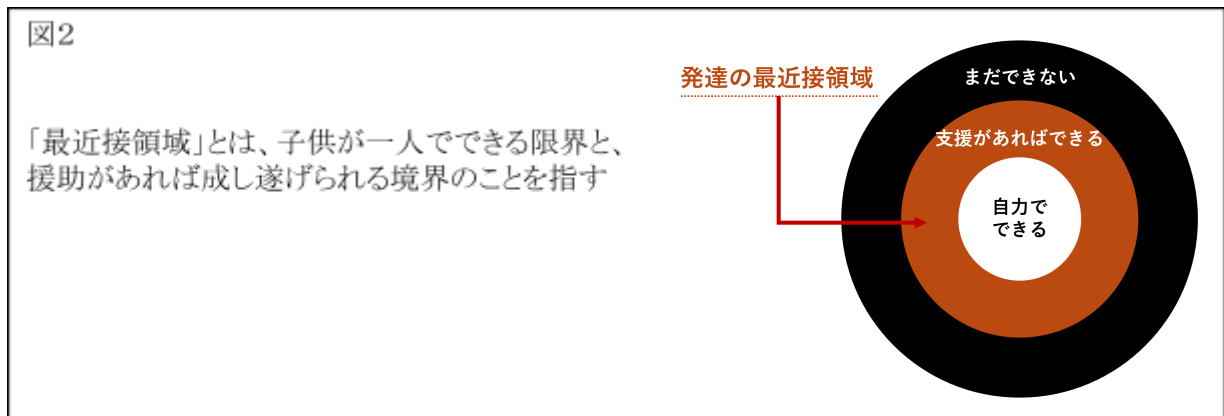 図２
「最近接領域」とは、子供が一人でできる限界と、
援助があれば成し遂げられる境界のことを指す
発達の最近接領域
まだできない
支援があればできる
自力で
できる